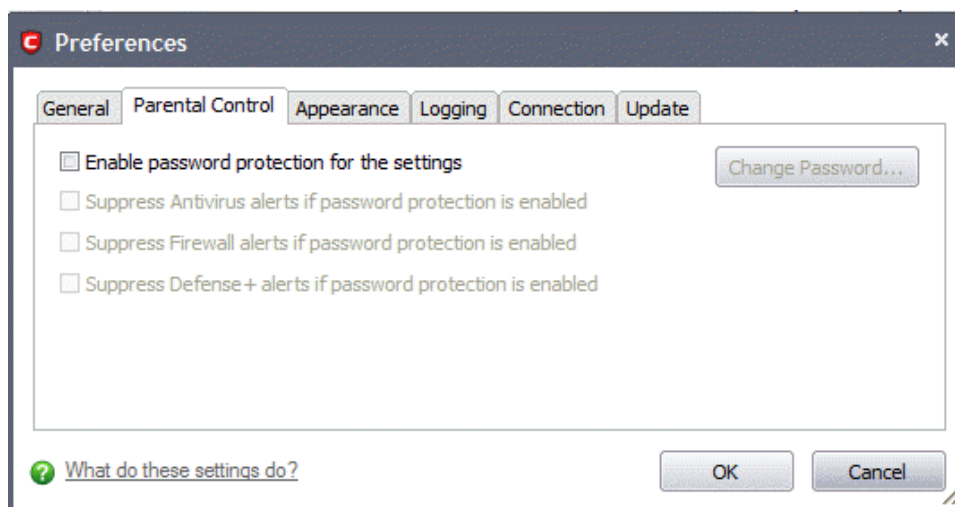 Preferences
General Parental Control Appearance Logging Connection Update
Enable password protection for the settings Change Password...
Suppress Antivirus alerts if password protection is enabled
Suppress Firewall alerts if password protection is enabled
Suppress Defense+ alerts if password protection is enabled
What do these settings do? OK Cancel